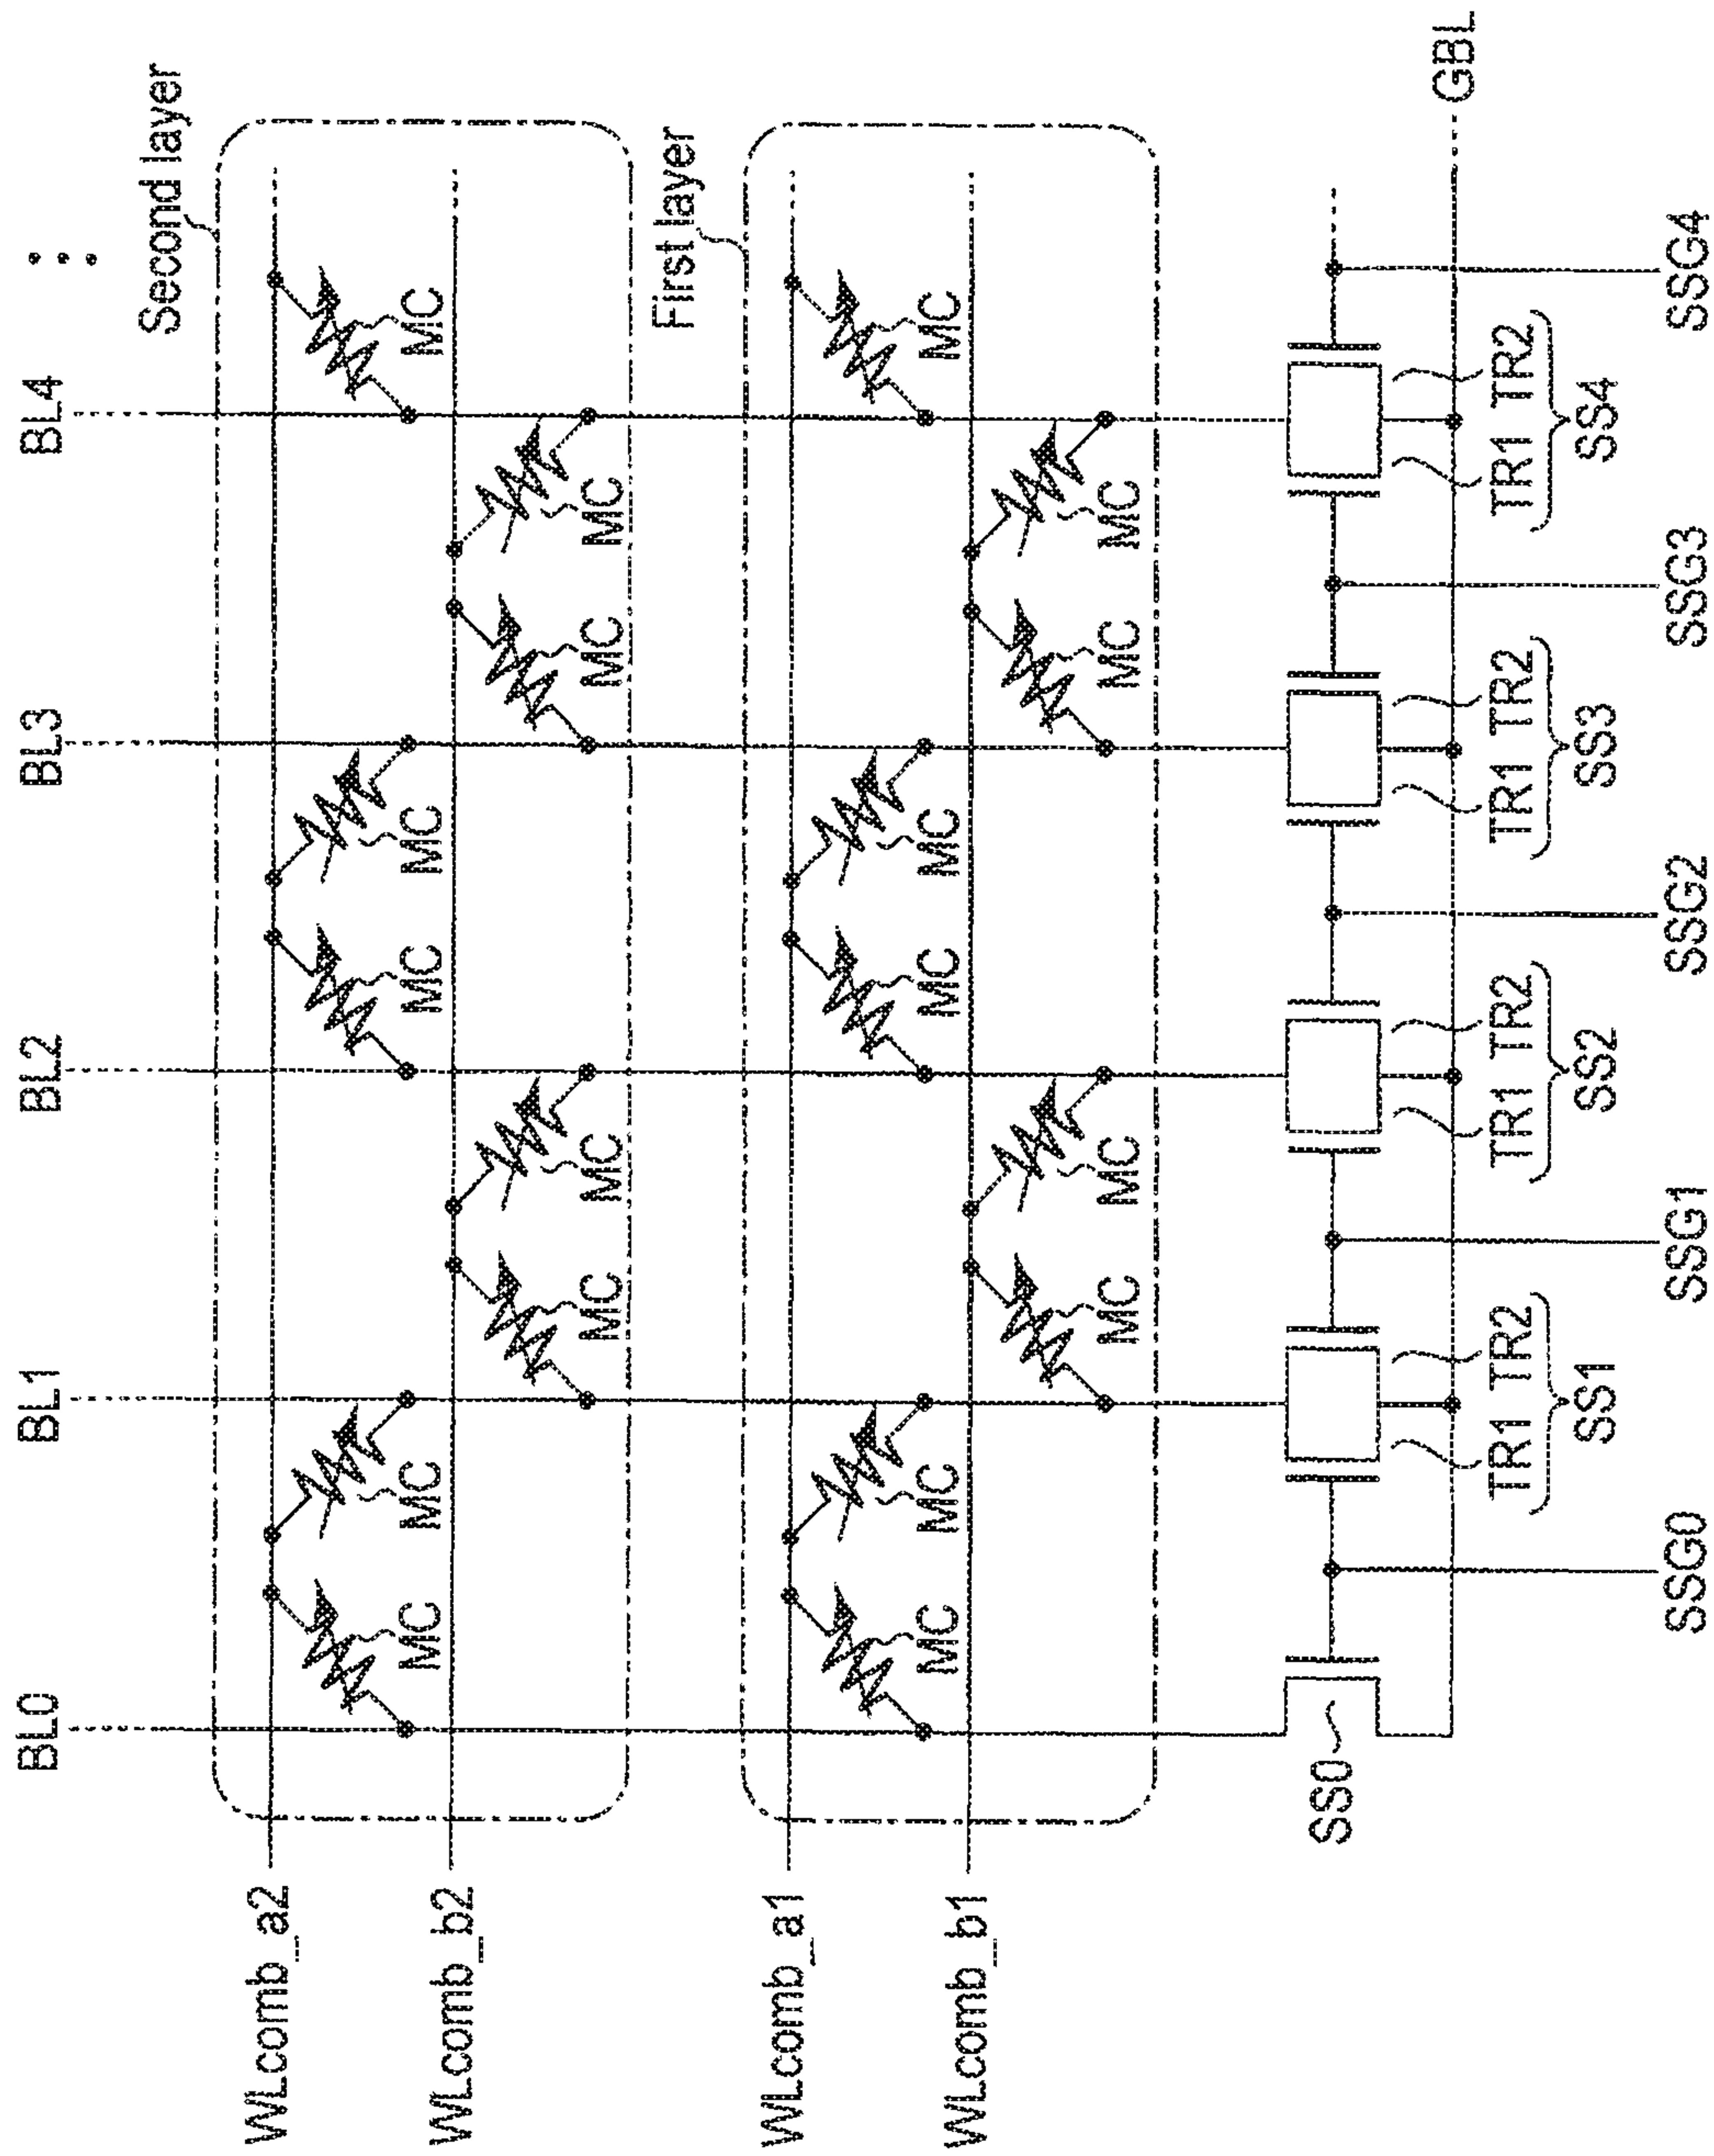 BL0 BL1 BL2 BL3 BL4 ...
Second layer
WLcomb_a2
MC MC MC MC MC
WLcomb_b2
MC MC MC MC
First layer
WLcomb_a1
MC MC MC MC MC
WLcomb_b1
MC MC MC MC
SS0
GBL
TR1 TR2 TR1 TR2 TR1 TR2 TR1 TR2
SS1 SS2 SS3 SS4
SSG0 SSG1 SSG2 SSG3 SSG4